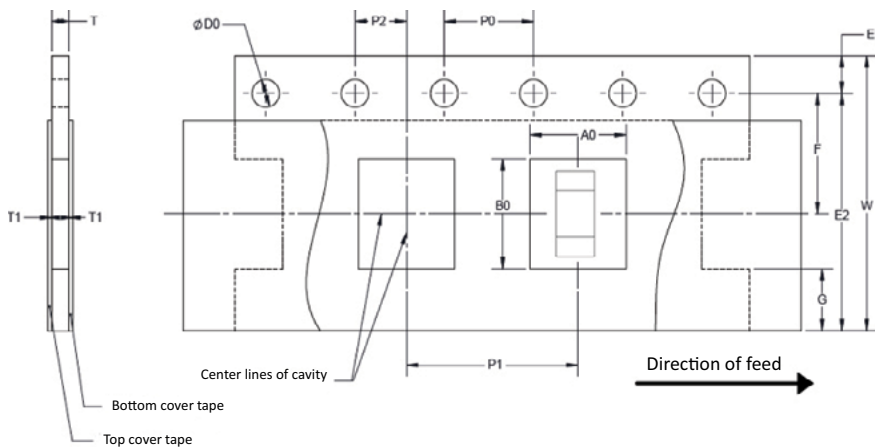 T
ϕD0
P2
P0
E
A0
F
T1
T1
B0
E2
W
G
Center lines of cavity
P1
Direction of feed
Bottom cover tape
Top cover tape